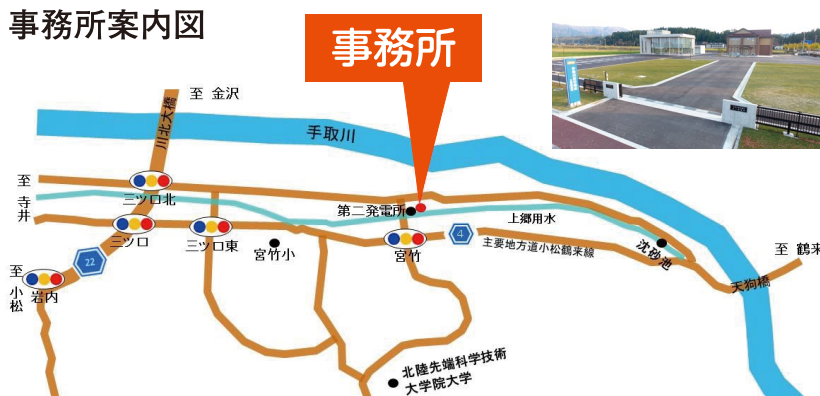 事務所案内図
事務所
至 金沢
川北大橋
手取川
至
寺
井
三ツ口北
三ツ口
三ツ口東
第二発電所
上郷用水
宮竹小
宮竹
4
主要地方道小松鶴来線
沈砂池
至 鶴来
天狗橋
22
至
小
松
岩内
北陸先端科学技術
大学院大学